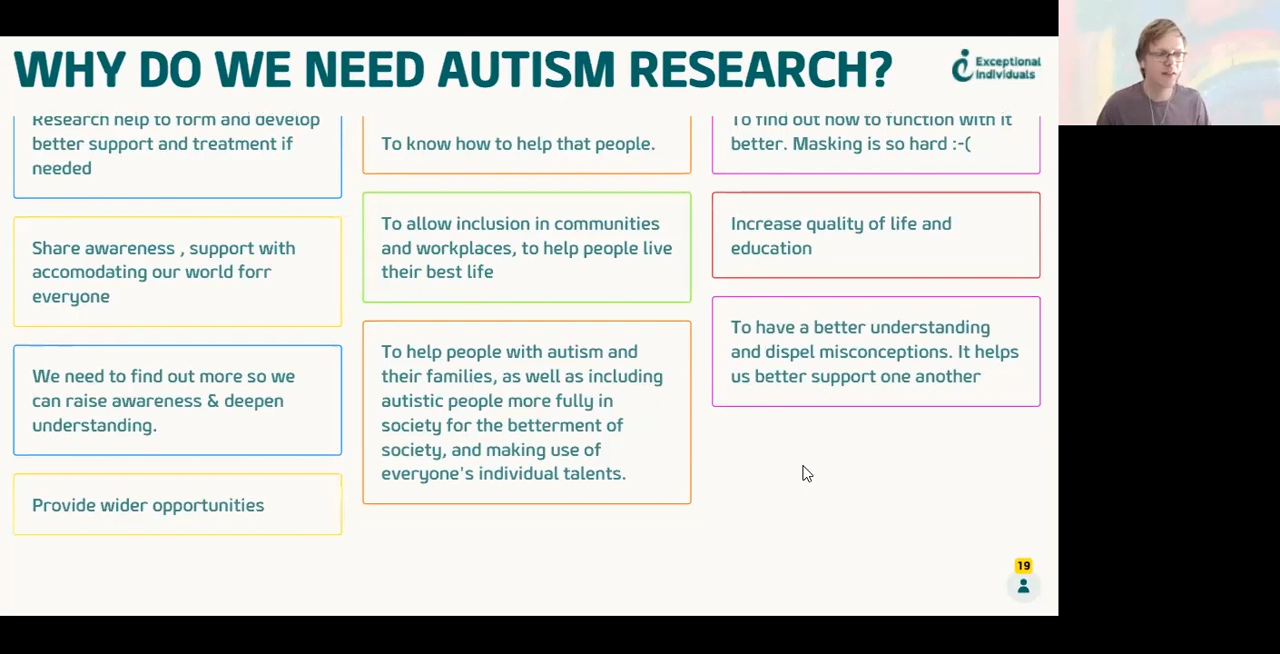 WHY DO WE NEED AUTISM RESEARCH?
Exceptional
Individuals
Research help to form and develop
better support and treatment if
needed
Share awareness , support with
accomodating our world forr
everyone
We need to find out more so we
can raise awareness & deepen
understanding.
Provide wider opportunities
To know how to help that people.
To allow inclusion in communities
and workplaces, to help people live
their best life
To help people with autism and
their families, as well as including
autistic people more fully in
society for the betterment of
society, and making use of
everyone's individual talents.
To find out how to function with it
better. Masking is so hard :-(
Increase quality of life and
education
To have a better understanding
and dispel misconceptions. It helps
us better support one another
19